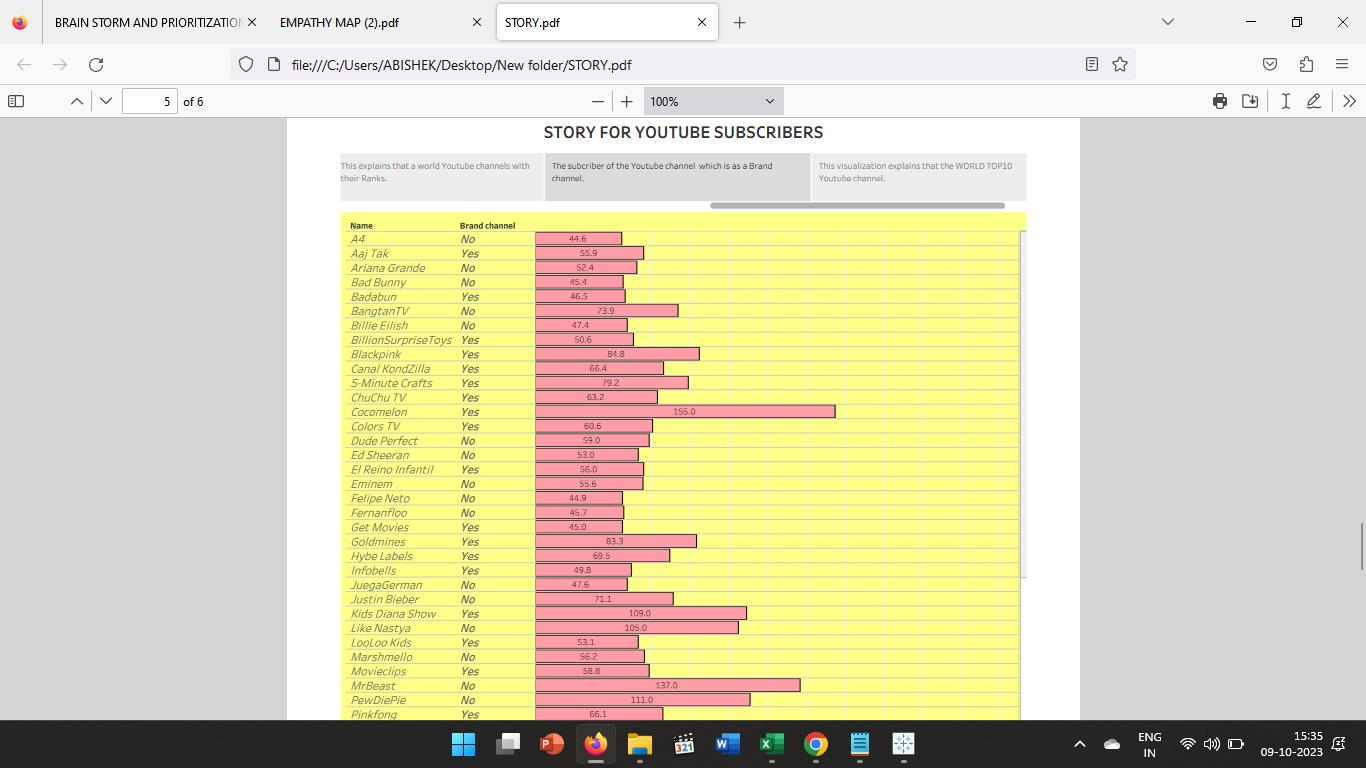 BRAIN STORM AND PRIORITIZATION
EMPATHY MAP (2).pdf
STORY.pdf
file:///C:/Users/ABISHEK/Desktop/New folder/STORY.pdf
5 of 6
100%
STORY FOR YOUTUBE SUBSCRIBERS
This explains that a world Youtube channels with
their Ranks.
The subcriber of the Youtube channel which is as a Brand
channel.
This visualization explains that the WORLD TOP10
Youtube channel.
Name Brand channel
A4 No 44.6
Aaj Tak Yes 55.9
Ariana Grande No 52.4
Bad Bunny No 45.4
Badabun Yes 46.5
BangtanTV No 73.9
Billie Eilish No 47.4
BillionSurpriseToys Yes 50.6
Blackpink Yes 84.8
Canal KondZilla Yes 66.4
5-Minute Crafts Yes 79.2
ChuChu TV Yes 63.2
Cocomelon Yes 155.0
Colors TV Yes 60.6
Dude Perfect No 59.0
Ed Sheeran No 53.0
El Reino Infantil Yes 56.0
Eminem No 55.6
Felipe Neto No 44.9
Fernanfloo No 45.7
Get Movies Yes 45.0
Goldmines Yes 83.3
Hybe Labels Yes 69.5
Infobells Yes 49.8
JuegaGerman No 47.6
Justin Bieber No 71.1
Kids Diana Show Yes 109.0
Like Nastya No 105.0
LooLoo Kids Yes 53.1
Marshmello No 56.2
Movieclips Yes 58.8
MrBeast No 137.0
PewDiePie No 111.0
Pinkfong Yes 66.1
321
ENG
IN
15:35
09-10-2023